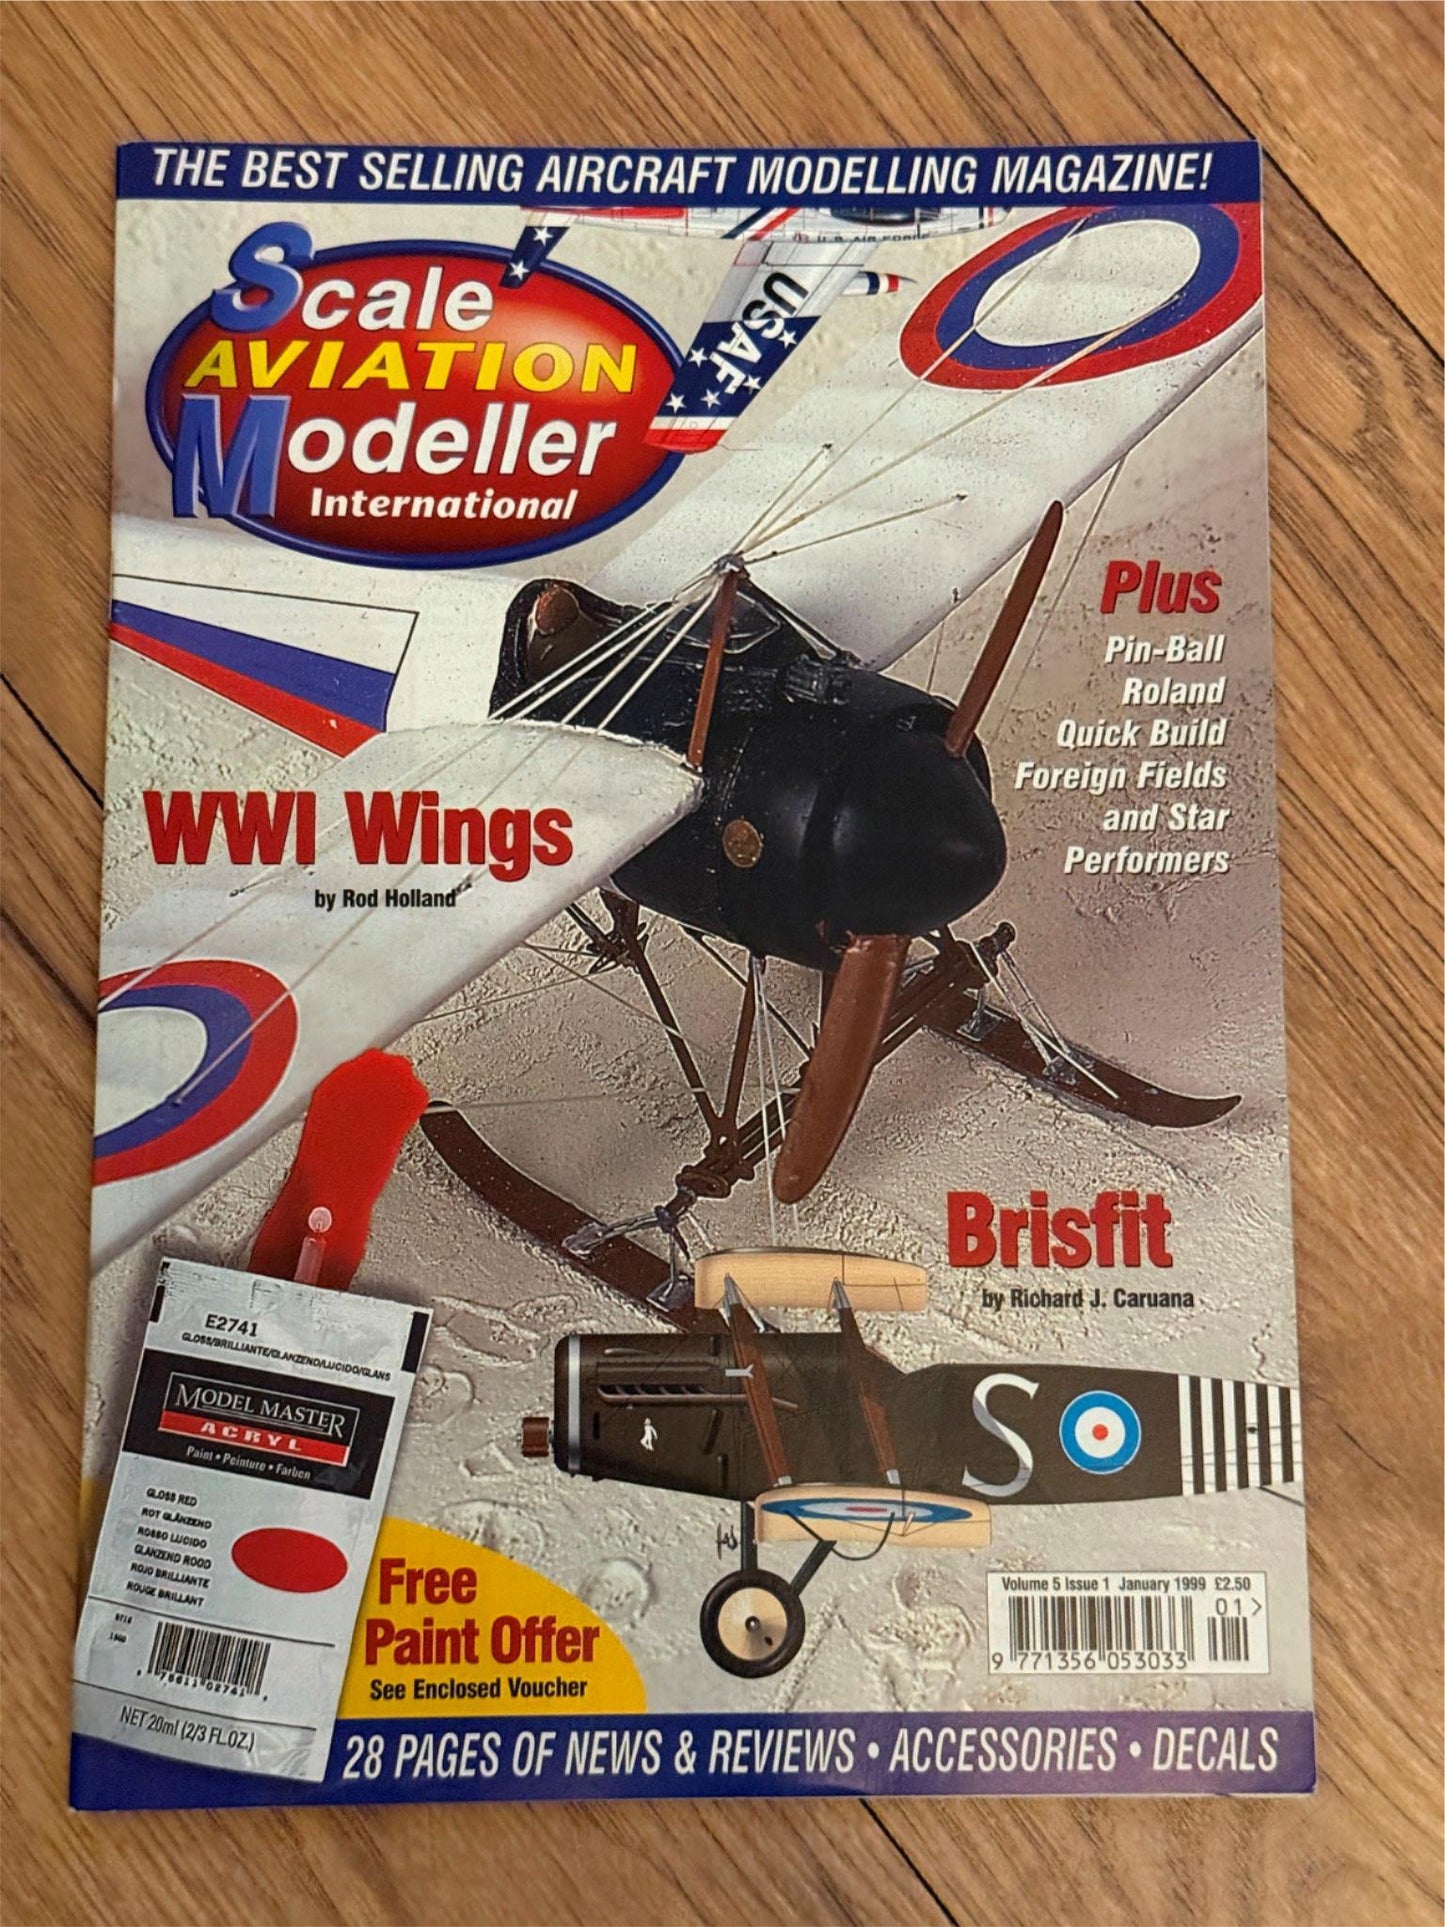 THE BEST SELLING AIRCRAFT MODELLING MAGAZINE!
U.S. AIR FORCE
USAF
Scale
AVIATION
Modeller
International
Plus
Pin-Ball
Roland
Quick Build
Foreign Fields
and Star
Performers
WWI Wings
by Rod Holland
Brisfit
by Richard J. Caruana
S
E2741
GLOSS/BRILLIANTE/GLANZEND/LUCIDO/GLANS
MODEL MASTER
ACRYL
Paint • Peinture • Farben
GLOSS RED
ROT GLÄNZEND
ROSSO LUCIDO
GLANZEND ROOD
ROJO BRILLIANTE
ROUGE BRILLANT
NET 20ml (2/3 FL.OZ.)
Free
Paint Offer
See Enclosed Voucher
Volume 5 Issue 1 January 1999 £2.50
01>
9 771356 053033
28 PAGES OF NEWS & REVIEWS • ACCESSORIES • DECALS